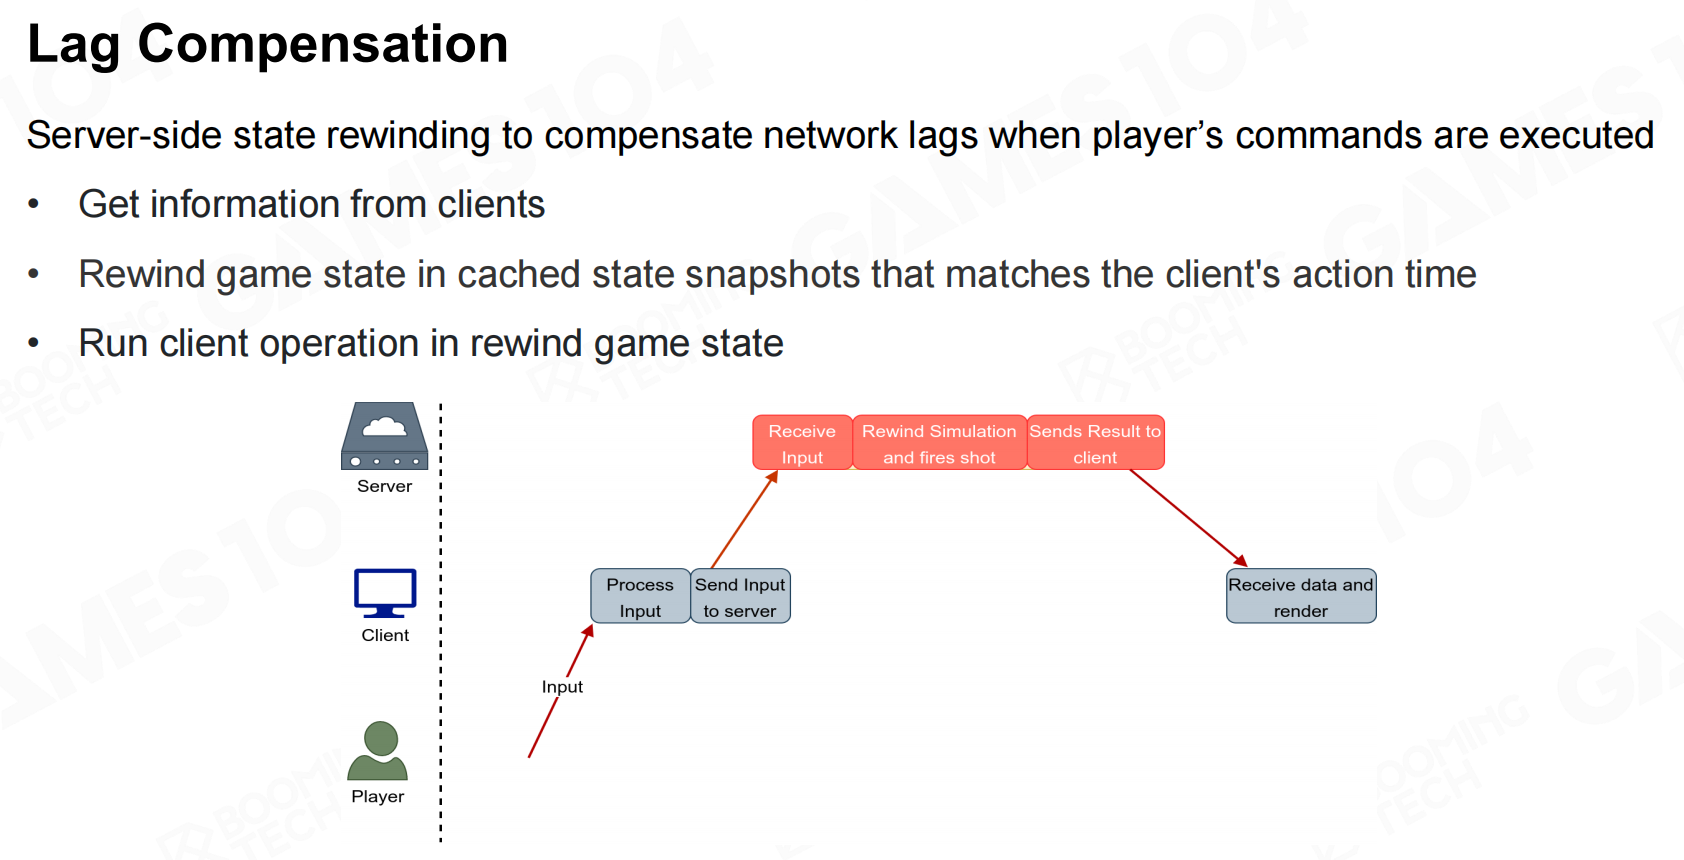 Lag Compensation
Server-side state rewinding to compensate network lags when player's commands are executed
• Get information from clients
• Rewind game state in cached state snapshots that matches the client's action time
• Run client operation in rewind game state
Receive
Input
Rewind Simulation
and fires shot
Sends Result to
client
Server
Process
Input
Send Input
to server
Receive data and
render
Client
Input
Player
GAMES104
BOOMING
TECH